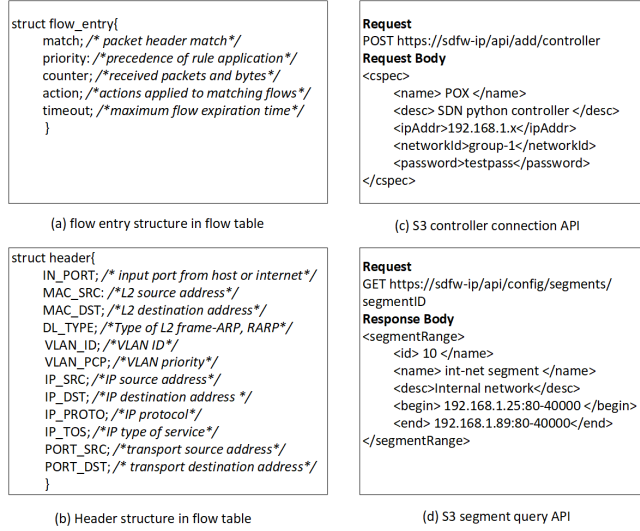 struct flow_entry{
match; /* packet header match*/
priority: /*precedence of rule application*/
counter; /*received packets and bytes*/
action; /*actions applied to matching flows*/
timeout; /*maximum flow expiration time*/
}
(a) flow entry structure in flow table
struct header{
IN_PORT; /* input port from host or internet*/
MAC_SRC: /*L2 source address*/
MAC_DST; /*L2 destination address*/
DL_TYPE; /*Type of L2 frame-ARP, RARP*/
VLAN_ID; /*VLAN ID*/
VLAN_PCP; /*VLAN priority*/
IP_SRC; /*IP source address*/
IP_DST; /*IP destination address */
IP_PROTO; /*IP protocol*/
IP_TOS; /*IP type of service*/
PORT_SRC; /*transport source address*/
PORT_DST; /* transport destination address*/
}
(b) Header structure in flow table
Request
POST https://sdfw-ip/api/add/controller
Request Body
<cspec>
<name> POX </name>
<desc> SDN python controller </desc>
<ipAddr>192.168.1.x</ipAddr>
<networkId>group-1</networkId>
<password>testpass</password>
</cspec>
(c) S3 controller connection API
Request
GET https://sdfw-ip/api/config/segments/
segmentID
Response Body
<segmentRange>
<id> 10 </name>
<name> int-net segment </name>
<desc>Internal network</desc>
<begin> 192.168.1.25:80-40000 </begin>
<end> 192.168.1.89:80-40000</end>
</segmentRange>
(d) S3 segment query API